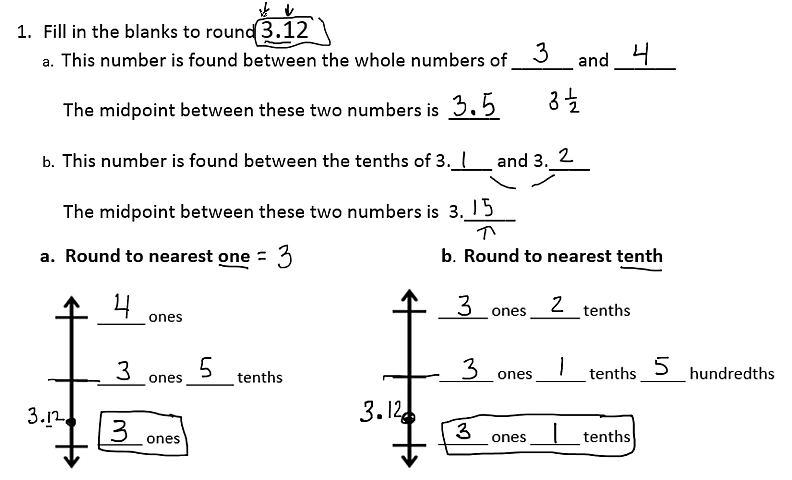 1. Fill in the blanks to round 3.12
a. This number is found between the whole numbers of 3 and 4
The midpoint between these two numbers is 3.5 3 1/2
b. This number is found between the tenths of 3.1 and 3.2
The midpoint between these two numbers is 3.15
a. Round to nearest one = 3
b. Round to nearest tenth
4 ones
3 ones 5 tenths
3.12
3 ones
3 ones 2 tenths
3 ones 1 tenths 5 hundredths
3.12
3 ones 1 tenths